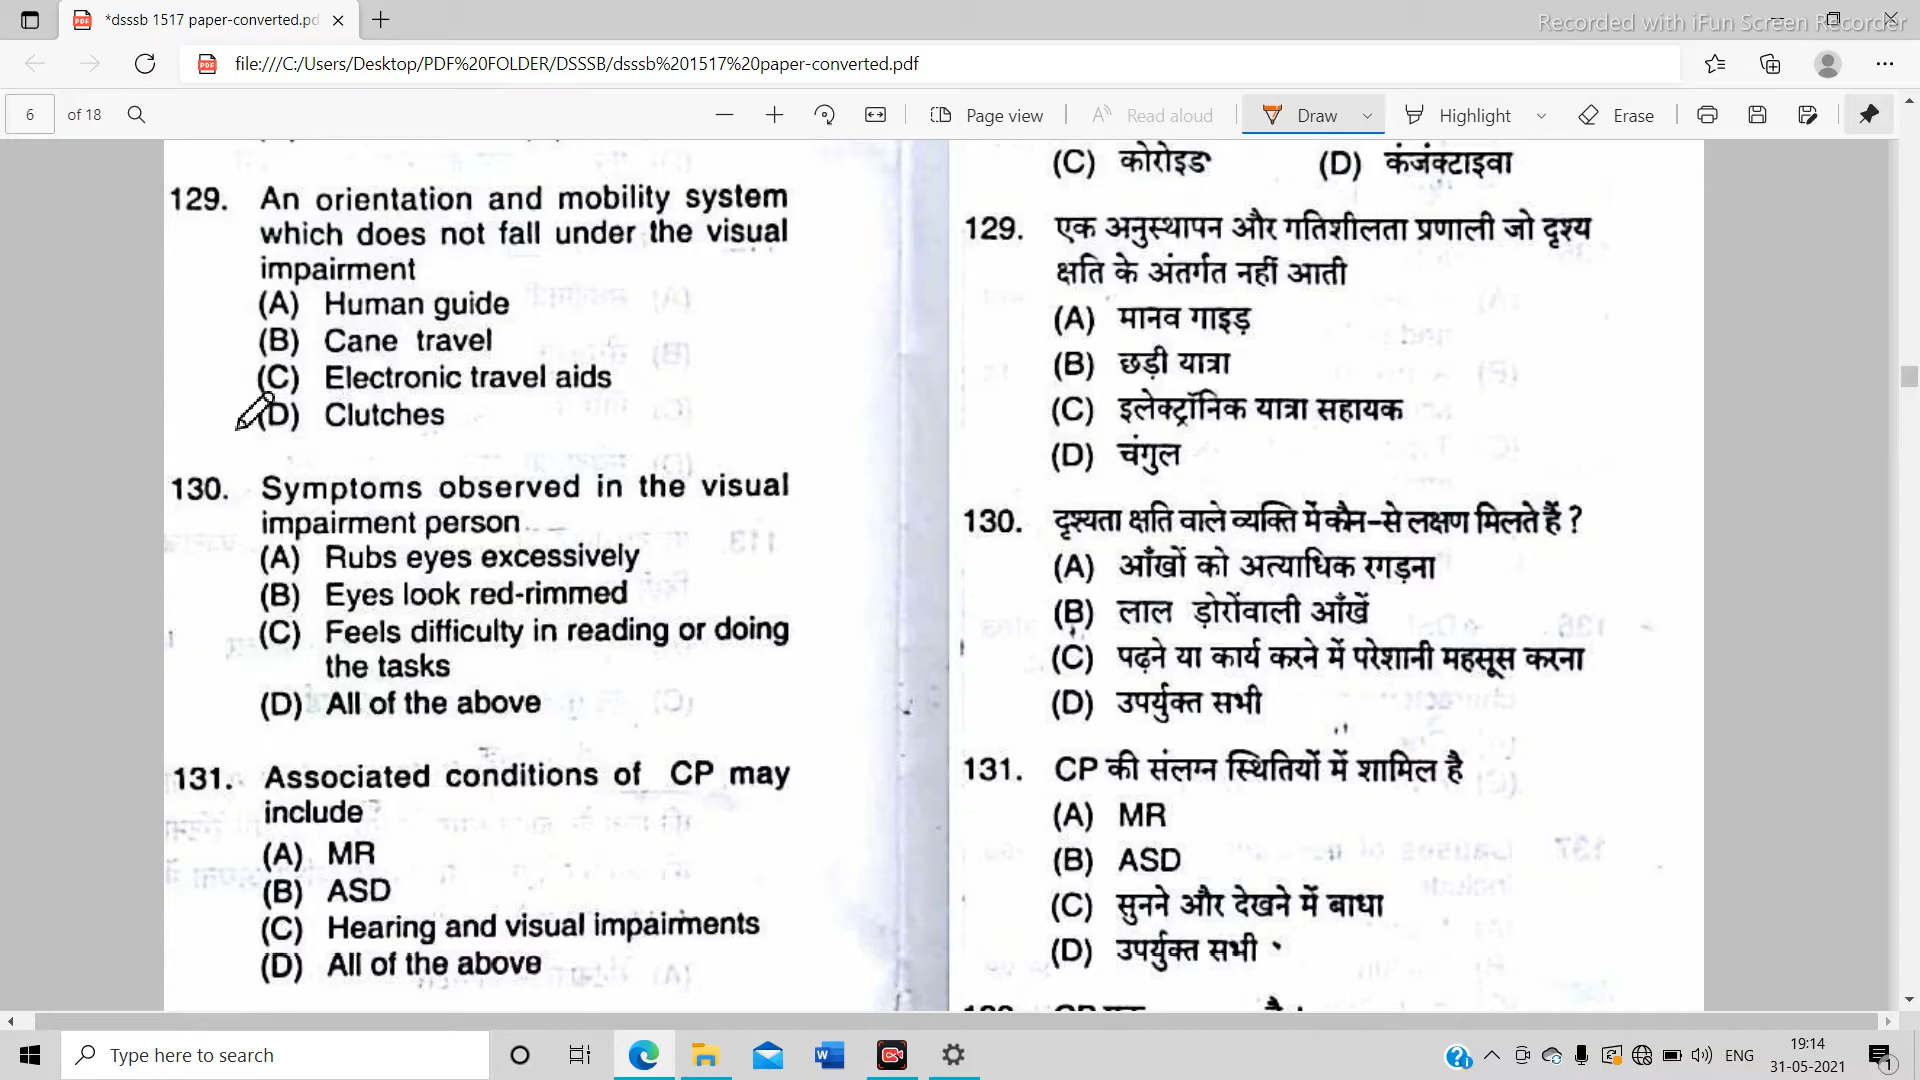 *dsssb 1517 paper-converted.pd
Recorded with iFun Screen Recorder
file:///C:/Users/Desktop/PDF%20FOLDER/DSSSB/dsssb%201517%20paper-converted.pdf
6 of 18 Page view Read aloud Draw Highlight Erase
129. An orientation and mobility system
which does not fall under the visual
impairment
(A) Human guide
(B) Cane travel
(C) Electronic travel aids
(D) Clutches
130. Symptoms observed in the visual
impairment person
(A) Rubs eyes excessively
(B) Eyes look red-rimmed
(C) Feels difficulty in reading or doing
the tasks
(D) All of the above
131. Associated conditions of CP may
include
(A) MR
(B) ASD
(C) Hearing and visual impairments
(D) All of the above
(C) कोरोइड (D) कंजंक्टाइवा
129. एक अनुस्थापन और गतिशीलता प्रणाली जो दृश्य
क्षति के अंतर्गत नहीं आती
(A) मानव गाइड़
(B) छड़ी यात्रा
(C) इलेक्ट्रॉनिक यात्रा सहायक
(D) चंगुल
130. दृश्यता क्षति वाले व्यक्ति में कौन-से लक्षण मिलते हैं ?
(A) आँखों को अत्याधिक रगड़ना
(B) लाल ड़ोरोंवाली आँखें
(C) पढ़ने या कार्य करने में परेशानी महसूस करना
(D) उपर्युक्त सभी
131. CP की संलग्न स्थितियों में शामिल है
(A) MR
(B) ASD
(C) सुनने और देखने में बाधा
(D) उपर्युक्त सभी
Type here to search
ENG
19:14
31-05-2021